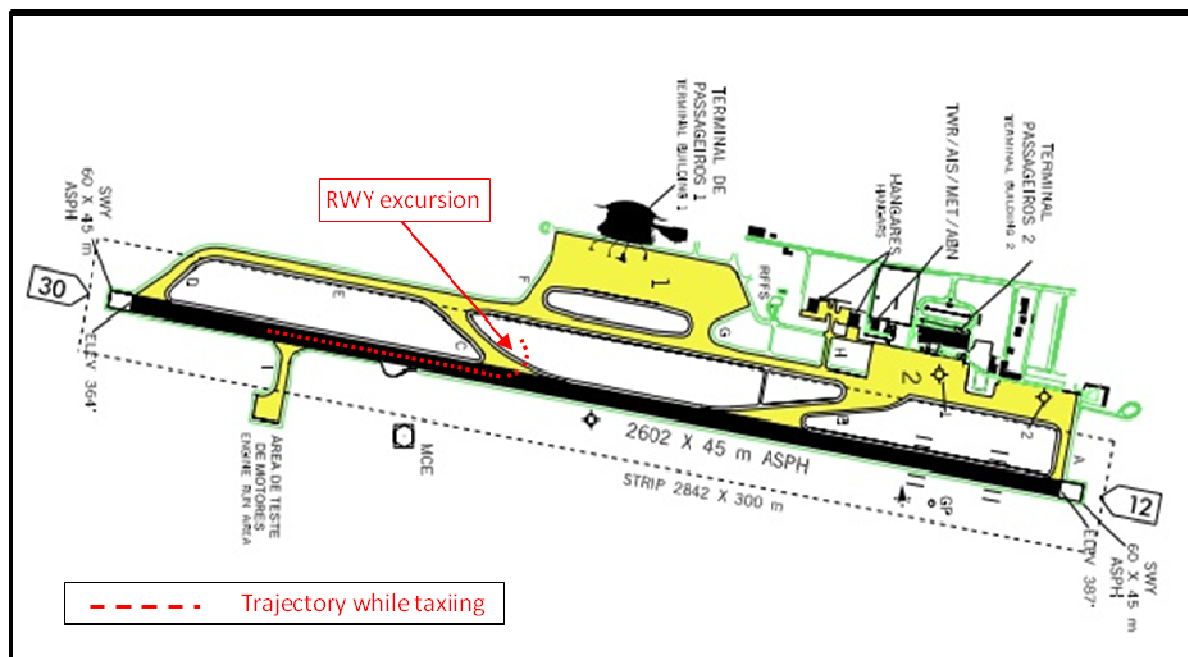 TERMINAL DE
PASSAGEIROS 1
TERMINAL BUILDING 1
TWR/AIS/MET/ABN
TERMINAL
PASSAGEIROS 2
TERMINAL BUILDING 2
HANGARES
HANGARS
RWY excursion
SWY
60 X 45 m
ASPH
30
ELEV 364'
D
E
F
C
1
RFFS
G
H
2
1
2
B
A
I
2602 X 45 m ASPH
STRIP 2842 X 300 m
MCE
AREA DE TESTE
DE MOTORES
ENGINE RUN AREA
GP
12
387'
SWY
60 X 45 m
ASPH
Trajectory while taxiing